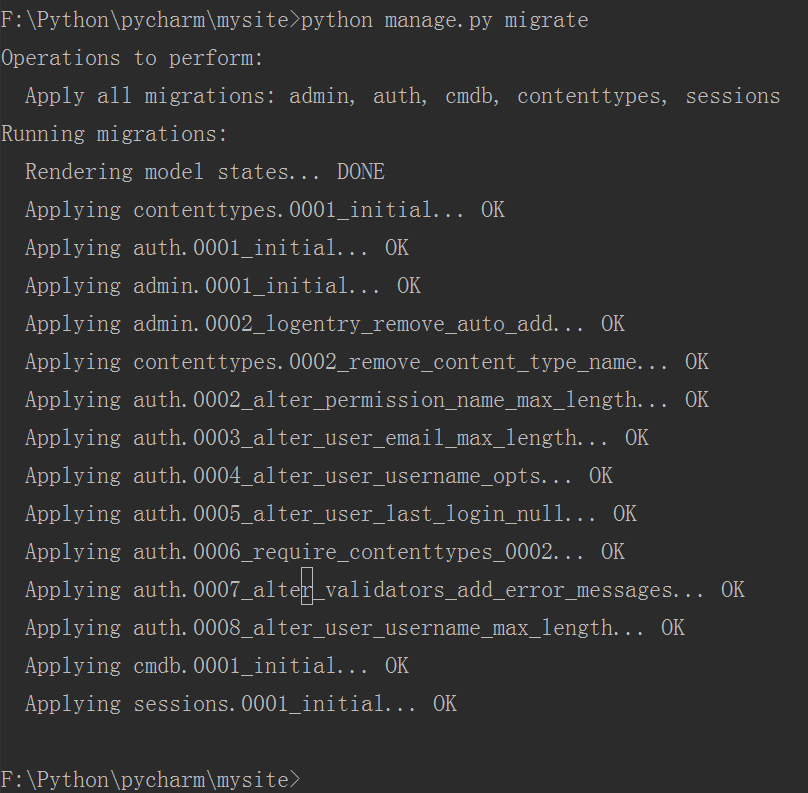 F:\Python\pycharm\mysite>python manage.py migrate
Operations to perform:
  Apply all migrations: admin, auth, cmdb, contenttypes, sessions
Running migrations:
  Rendering model states... DONE
  Applying contenttypes.0001_initial... OK
  Applying auth.0001_initial... OK
  Applying admin.0001_initial... OK
  Applying admin.0002_logentry_remove_auto_add... OK
  Applying contenttypes.0002_remove_content_type_name... OK
  Applying auth.0002_alter_permission_name_max_length... OK
  Applying auth.0003_alter_user_email_max_length... OK
  Applying auth.0004_alter_user_username_opts... OK
  Applying auth.0005_alter_user_last_login_null... OK
  Applying auth.0006_require_contenttypes_0002... OK
  Applying auth.0007_alter_validators_add_error_messages... OK
  Applying auth.0008_alter_user_username_max_length... OK
  Applying cmdb.0001_initial... OK
  Applying sessions.0001_initial... OK
F:\Python\pycharm\mysite>